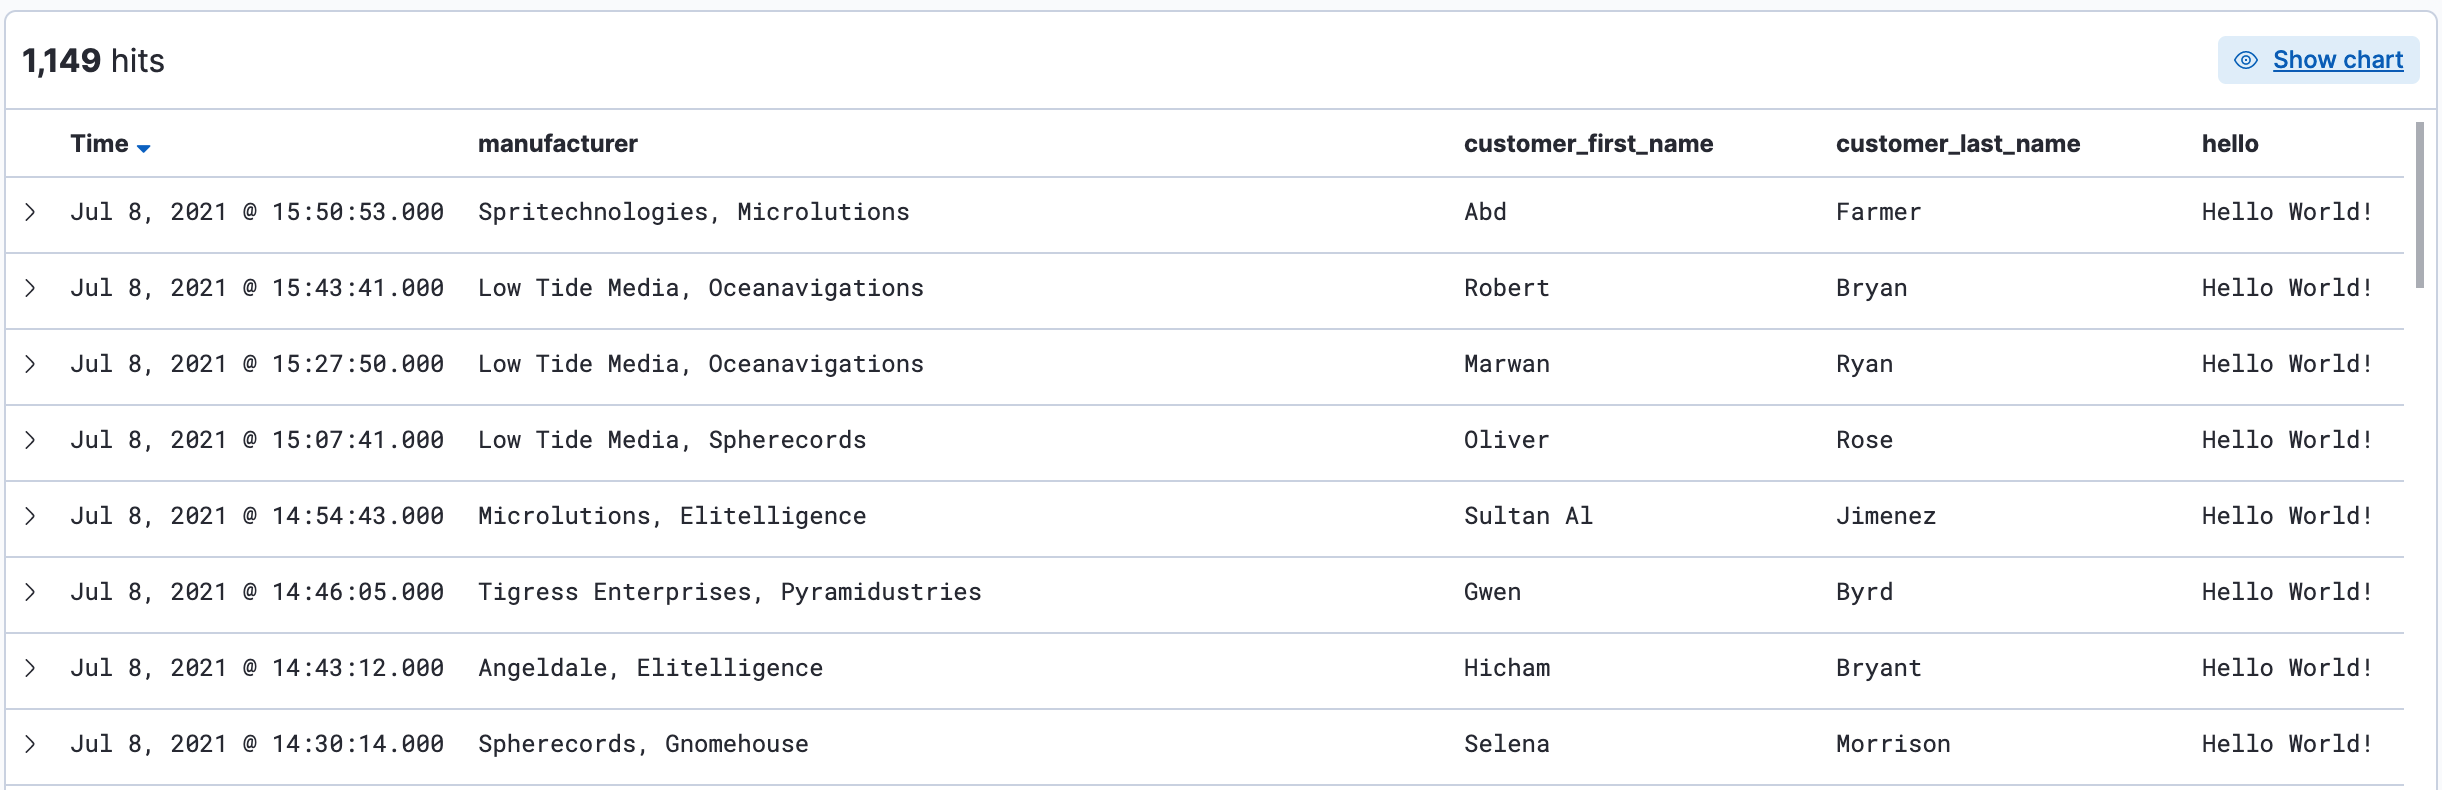 1,149 hits Show chart
Time manufacturer customer_first_name customer_last_name hello
Jul 8, 2021 @ 15:50:53.000 Spritechnologies, Microlutions Abd Farmer Hello World!
Jul 8, 2021 @ 15:43:41.000 Low Tide Media, Oceanavigations Robert Bryan Hello World!
Jul 8, 2021 @ 15:27:50.000 Low Tide Media, Oceanavigations Marwan Ryan Hello World!
Jul 8, 2021 @ 15:07:41.000 Low Tide Media, Spherecords Oliver Rose Hello World!
Jul 8, 2021 @ 14:54:43.000 Microlutions, Elitelligence Sultan Al Jimenez Hello World!
Jul 8, 2021 @ 14:46:05.000 Tigress Enterprises, Pyramidustries Gwen Byrd Hello World!
Jul 8, 2021 @ 14:43:12.000 Angeldale, Elitelligence Hicham Bryant Hello World!
Jul 8, 2021 @ 14:30:14.000 Spherecords, Gnomehouse Selena Morrison Hello World!